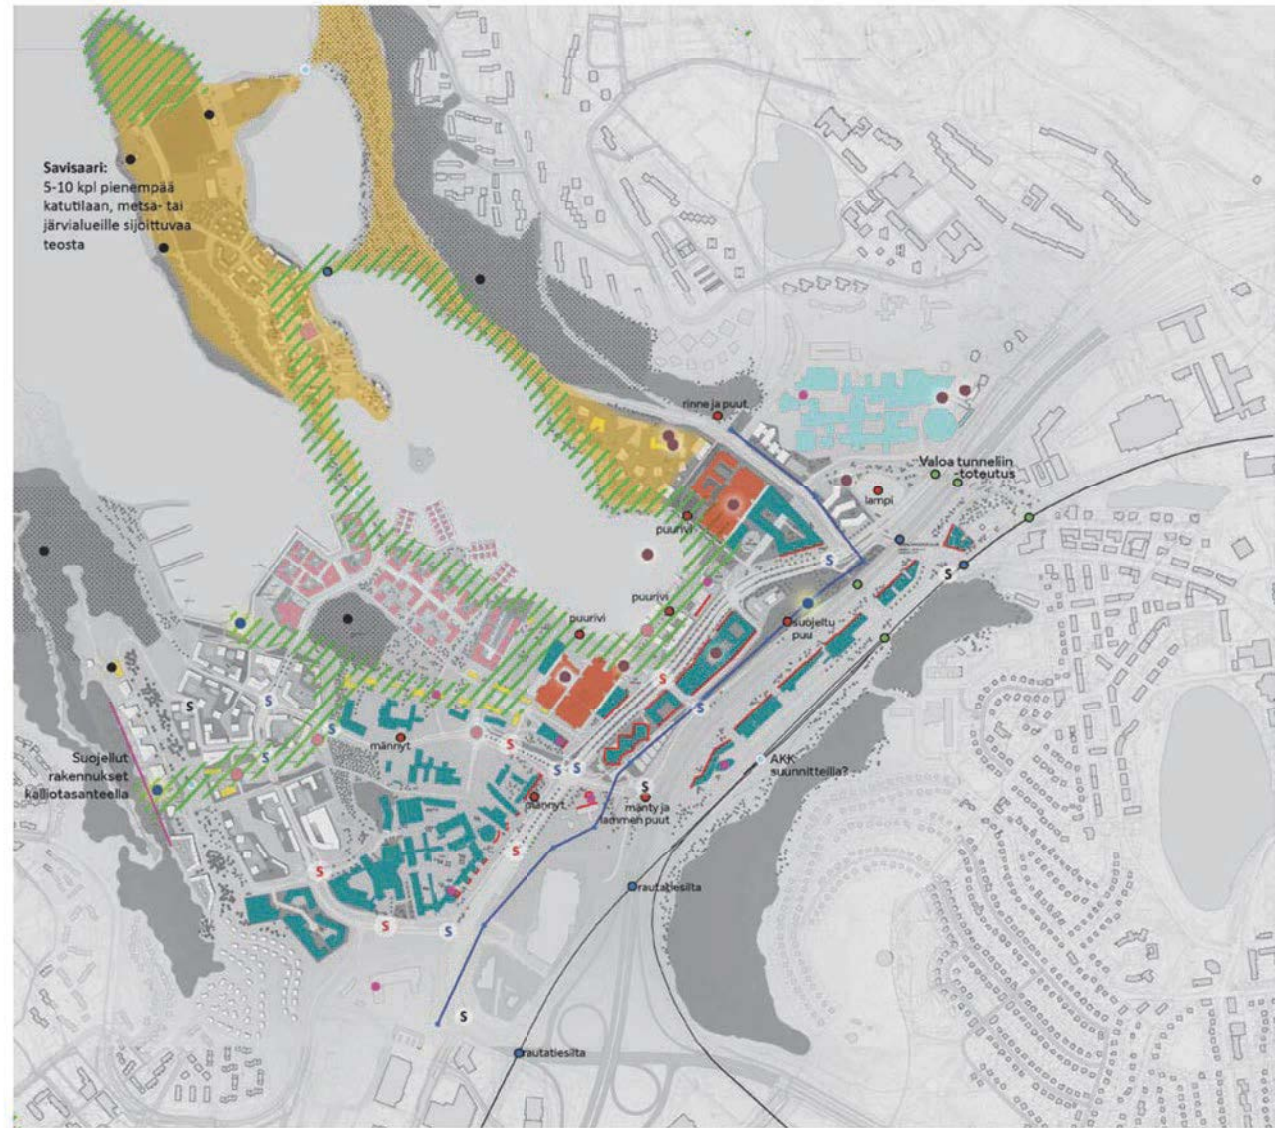 Savisaari:
5-10 kpl pienempää
katutilaan, metsä- tai
järvialueille sijoittuvaa
teosta
rinne ja puut
Valoa tunneliin
-toteutus
lampi
puurivi
S
S
puurivi
puurivi
suojeltu
puu
S
S
S
S
S
männyt
S
S
Suojellut
rakennukset
kalliotasanteella
S
S
S
AKK
suunnitteilla?
männyt
mänty ja
lammen puut
S
S
rautatiesilta
S
S
S
rautatiesilta